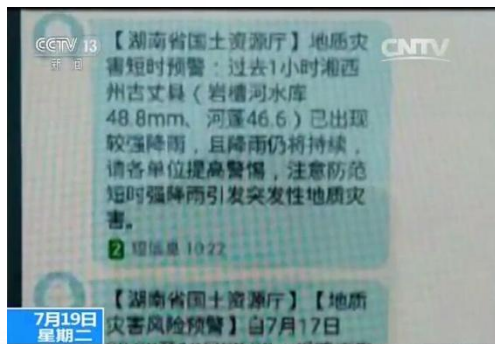 CCTV 13
新闻
CNTV
【湖南省国土资源厅】地质灾
害短时预警：过去1小时湘西
州古丈县（岩槽河水库
48.8mm、河蓬46.6）已出现
较强降雨，且降雨仍将持续，
请各单位提高警惕，注意防范
短时强降雨引发突发性地质灾
害。
2 短信息 10:22
【湖南省国土资源厅】【地质
灾害风险预警】自7月17日
7月19日
星期二